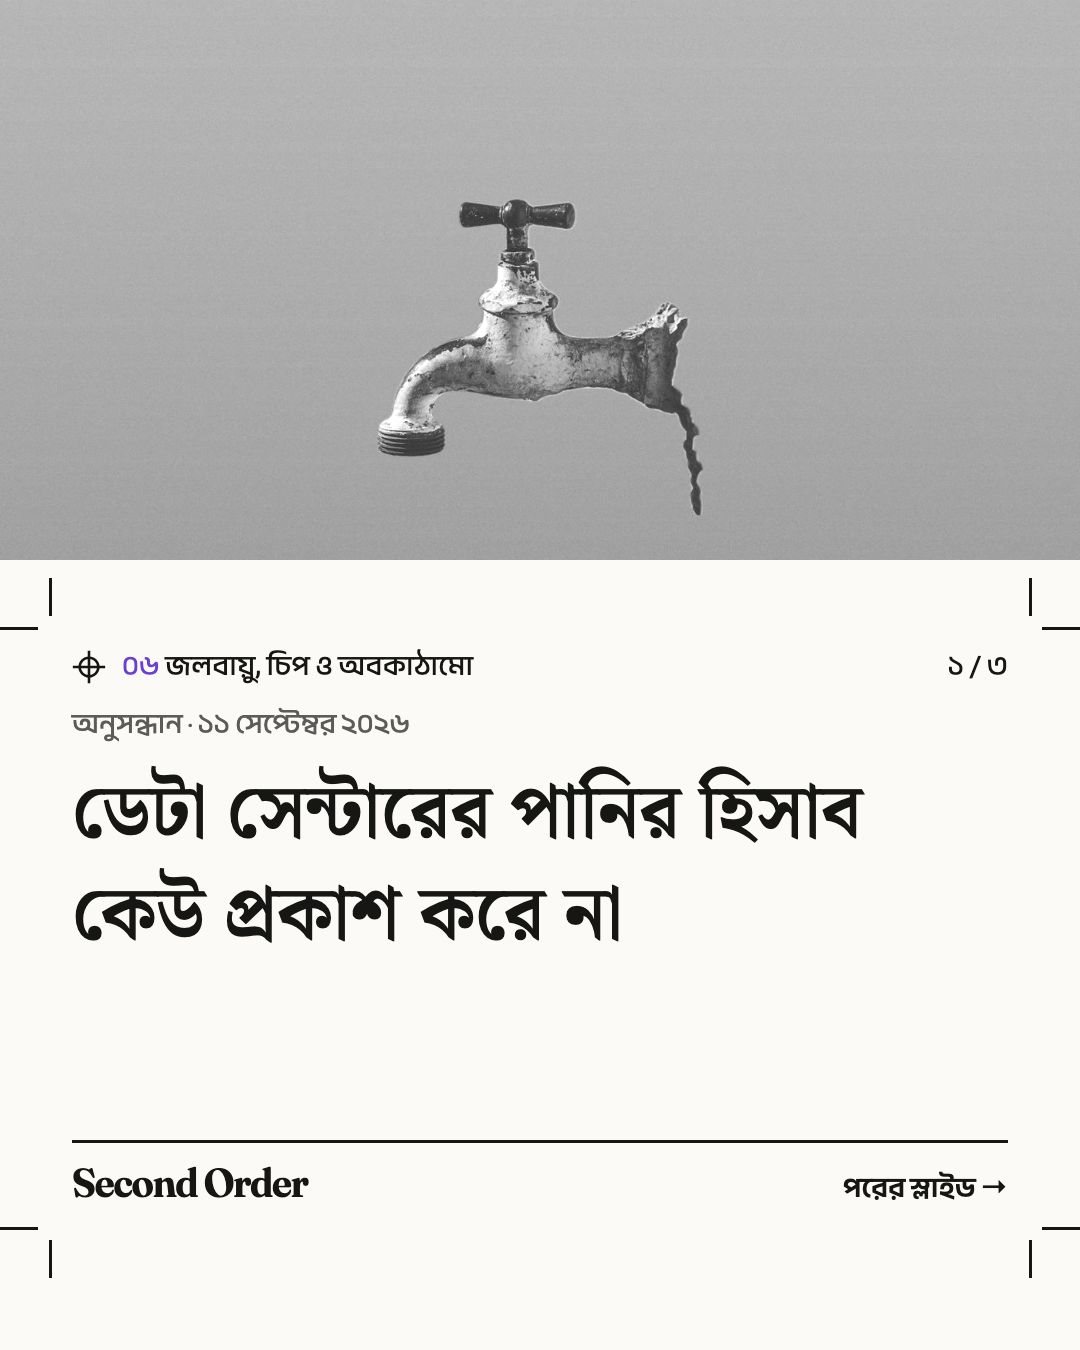 ০৬ জলবায়ু, চিপ ও অবকাঠামো
১ / ৩
অনুসন্ধান · ১১ সেপ্টেম্বর ২০২৬
ডেটা সেন্টারের পানির হিসাব
কেউ প্রকাশ করে না
Second Order
পরের স্লাইড →